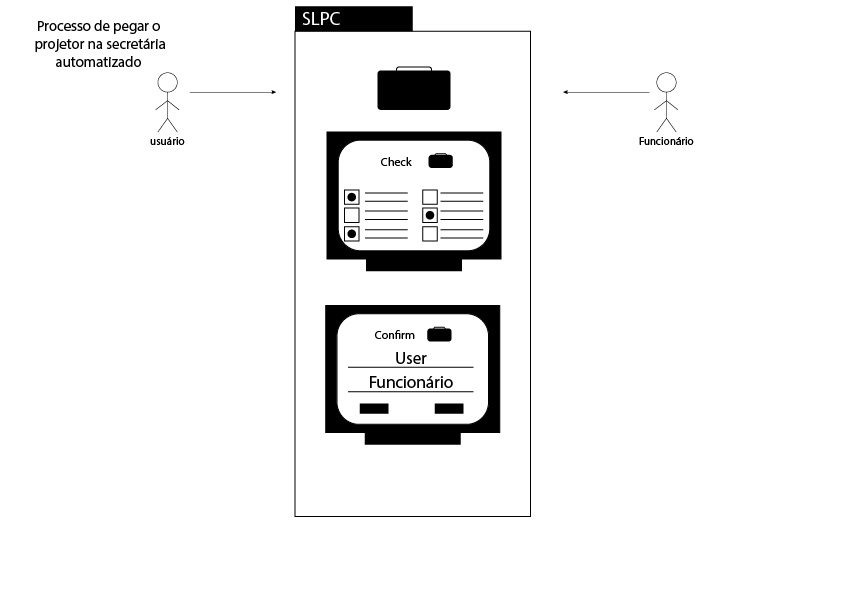 Processo de pegar o
projetor na secretária
automatizado
usuário
SLPC
Check
Confirm
User
Funcionário
Funcionário